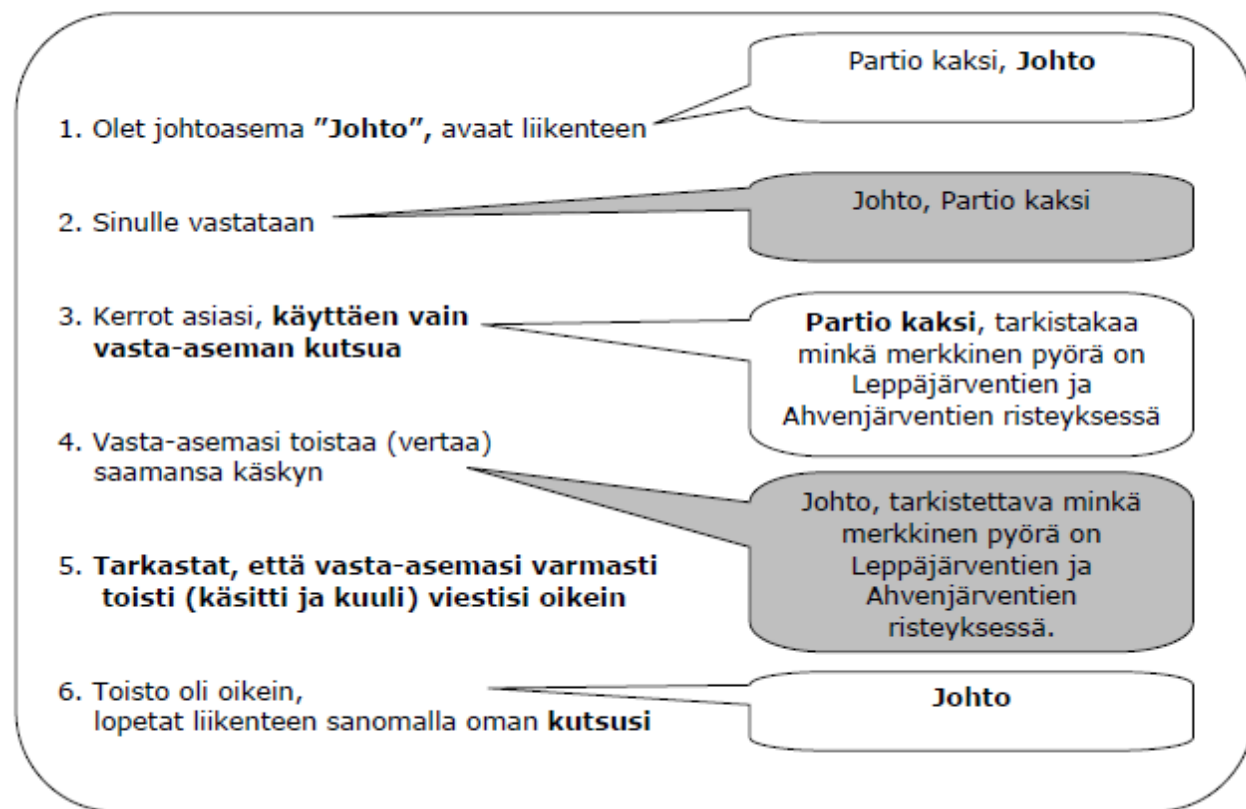 Partio kaksi, Johto
1. Olet johtoasema ”Johto”, avaat liikenteen
Johto, Partio kaksi
2. Sinulle vastataan
3. Kerrot asiasi, käyttäen vain
vasta-aseman kutsua
Partio kaksi, tarkistakaa
minkä merkkinen pyörä on
Leppäjärventien ja
Ahvenjärventien risteyksessä
4. Vasta-asemasi toistaa (vertaa)
saamansa käskyn
Johto, tarkistettava minkä
merkkinen pyörä on
Leppäjärventien ja
Ahvenjärventien
risteyksessä.
5. Tarkastat, että vasta-asemasi varmasti
toisti (käsitti ja kuuli) viestisi oikein
6. Toisto oli oikein,
lopetat liikenteen sanomalla oman kutsusi
Johto